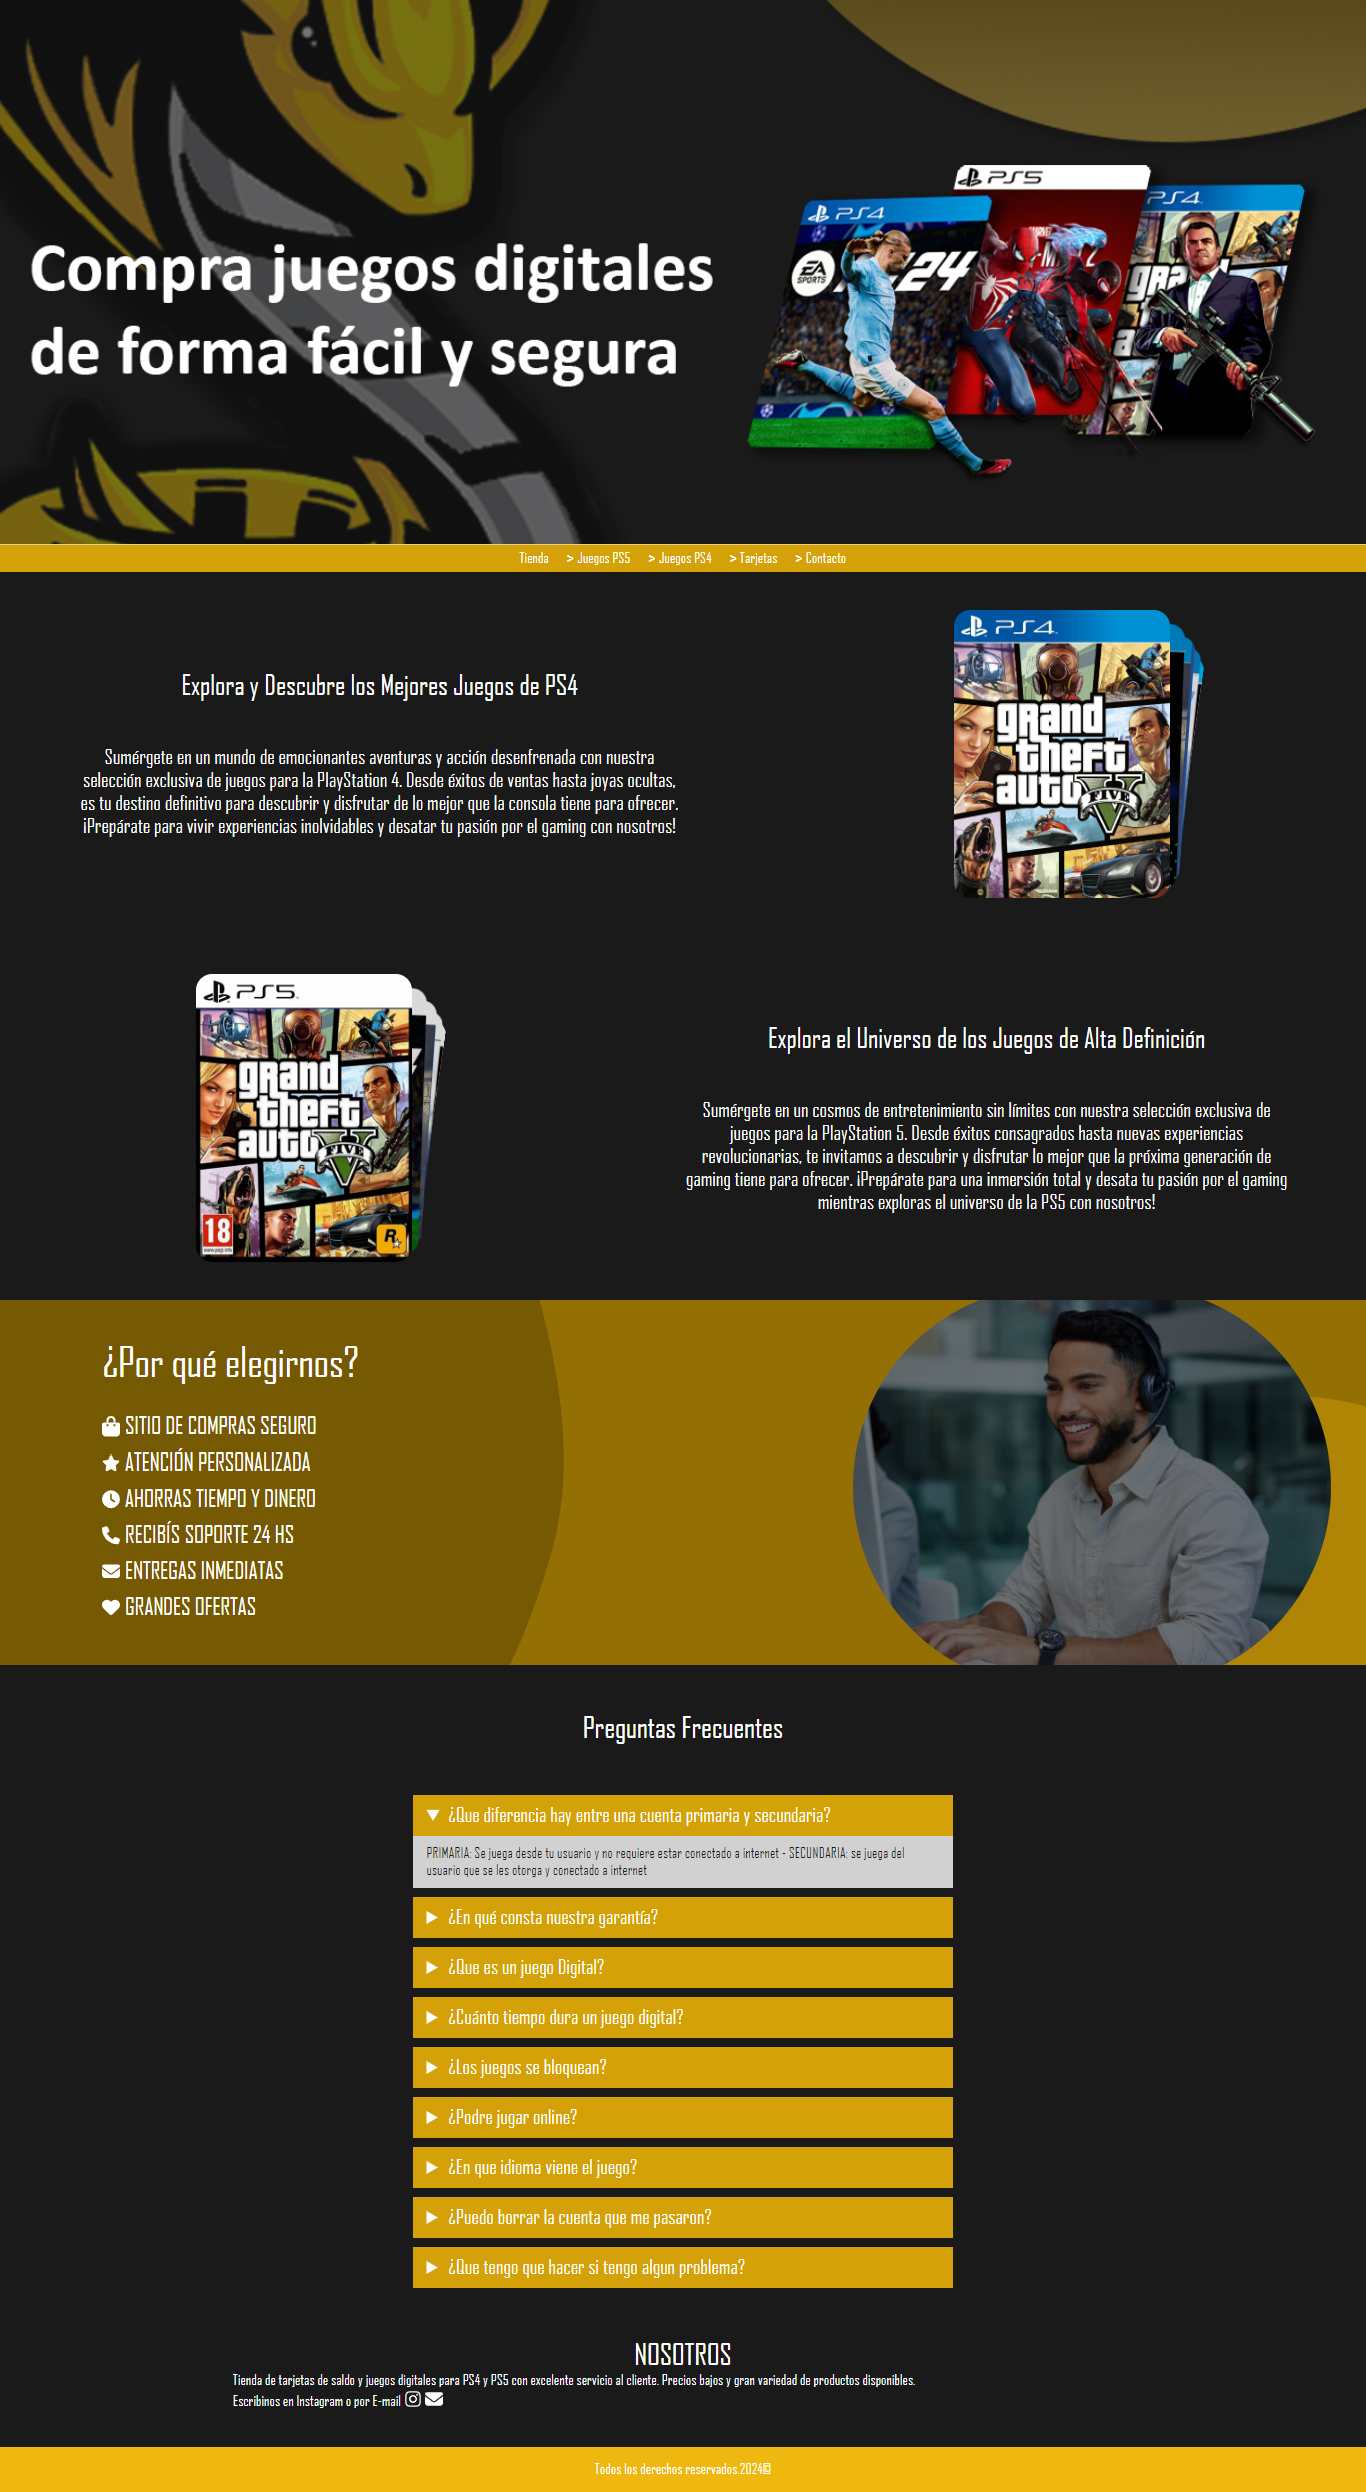 Compra juegos digitales
de forma fácil y segura
PS4
EA
SPORTS
24
PS5
MARVEL
PS4
Tienda > Juegos PS5 > Juegos PS4 > Tarjetas > Contacto
PS4
grand
theft
auto
FIVE
Explora y Descubre los Mejores Juegos de PS4
Sumérgete en un mundo de emocionantes aventuras y acción desenfrenada con nuestra
selección exclusiva de juegos para la PlayStation 4. Desde éxitos de ventas hasta joyas ocultas,
es tu destino definitivo para descubrir y disfrutar de lo mejor que la consola tiene para ofrecer.
¡Prepárate para vivir experiencias inolvidables y desatar tu pasión por el gaming con nosotros!
PS5
grand
theft
auto
FIVE
18
www.pegi.info
R
Explora el Universo de los Juegos de Alta Definición
Sumérgete en un cosmos de entretenimiento sin límites con nuestra selección exclusiva de
juegos para la PlayStation 5. Desde éxitos consagrados hasta nuevas experiencias
revolucionarias, te invitamos a descubrir y disfrutar lo mejor que la próxima generación de
gaming tiene para ofrecer. ¡Prepárate para una inmersión total y desata tu pasión por el gaming
mientras exploras el universo de la PS5 con nosotros!
¿Por qué elegirnos?
SITIO DE COMPRAS SEGURO
ATENCIÓN PERSONALIZADA
AHORRAS TIEMPO Y DINERO
RECIBÍS SOPORTE 24 HS
ENTREGAS INMEDIATAS
GRANDES OFERTAS
Preguntas Frecuentes
¿Que diferencia hay entre una cuenta primaria y secundaria?
PRIMARIA: Se juega desde tu usuario y no requiere estar conectado a internet - SECUNDARIA: se juega del
usuario que se les otorga y conectado a internet
¿En qué consta nuestra garantía?
¿Que es un juego Digital?
¿Cuánto tiempo dura un juego digital?
¿Los juegos se bloquean?
¿Podre jugar online?
¿En que idioma viene el juego?
¿Puedo borrar la cuenta que me pasaron?
¿Que tengo que hacer si tengo algun problema?
NOSOTROS
Tienda de tarjetas de saldo y juegos digitales para PS4 y PS5 con excelente servicio al cliente. Precios bajos y gran variedad de productos disponibles.
Escribinos en Instagram o por E-mail
Todos los derechos reservados.2024©